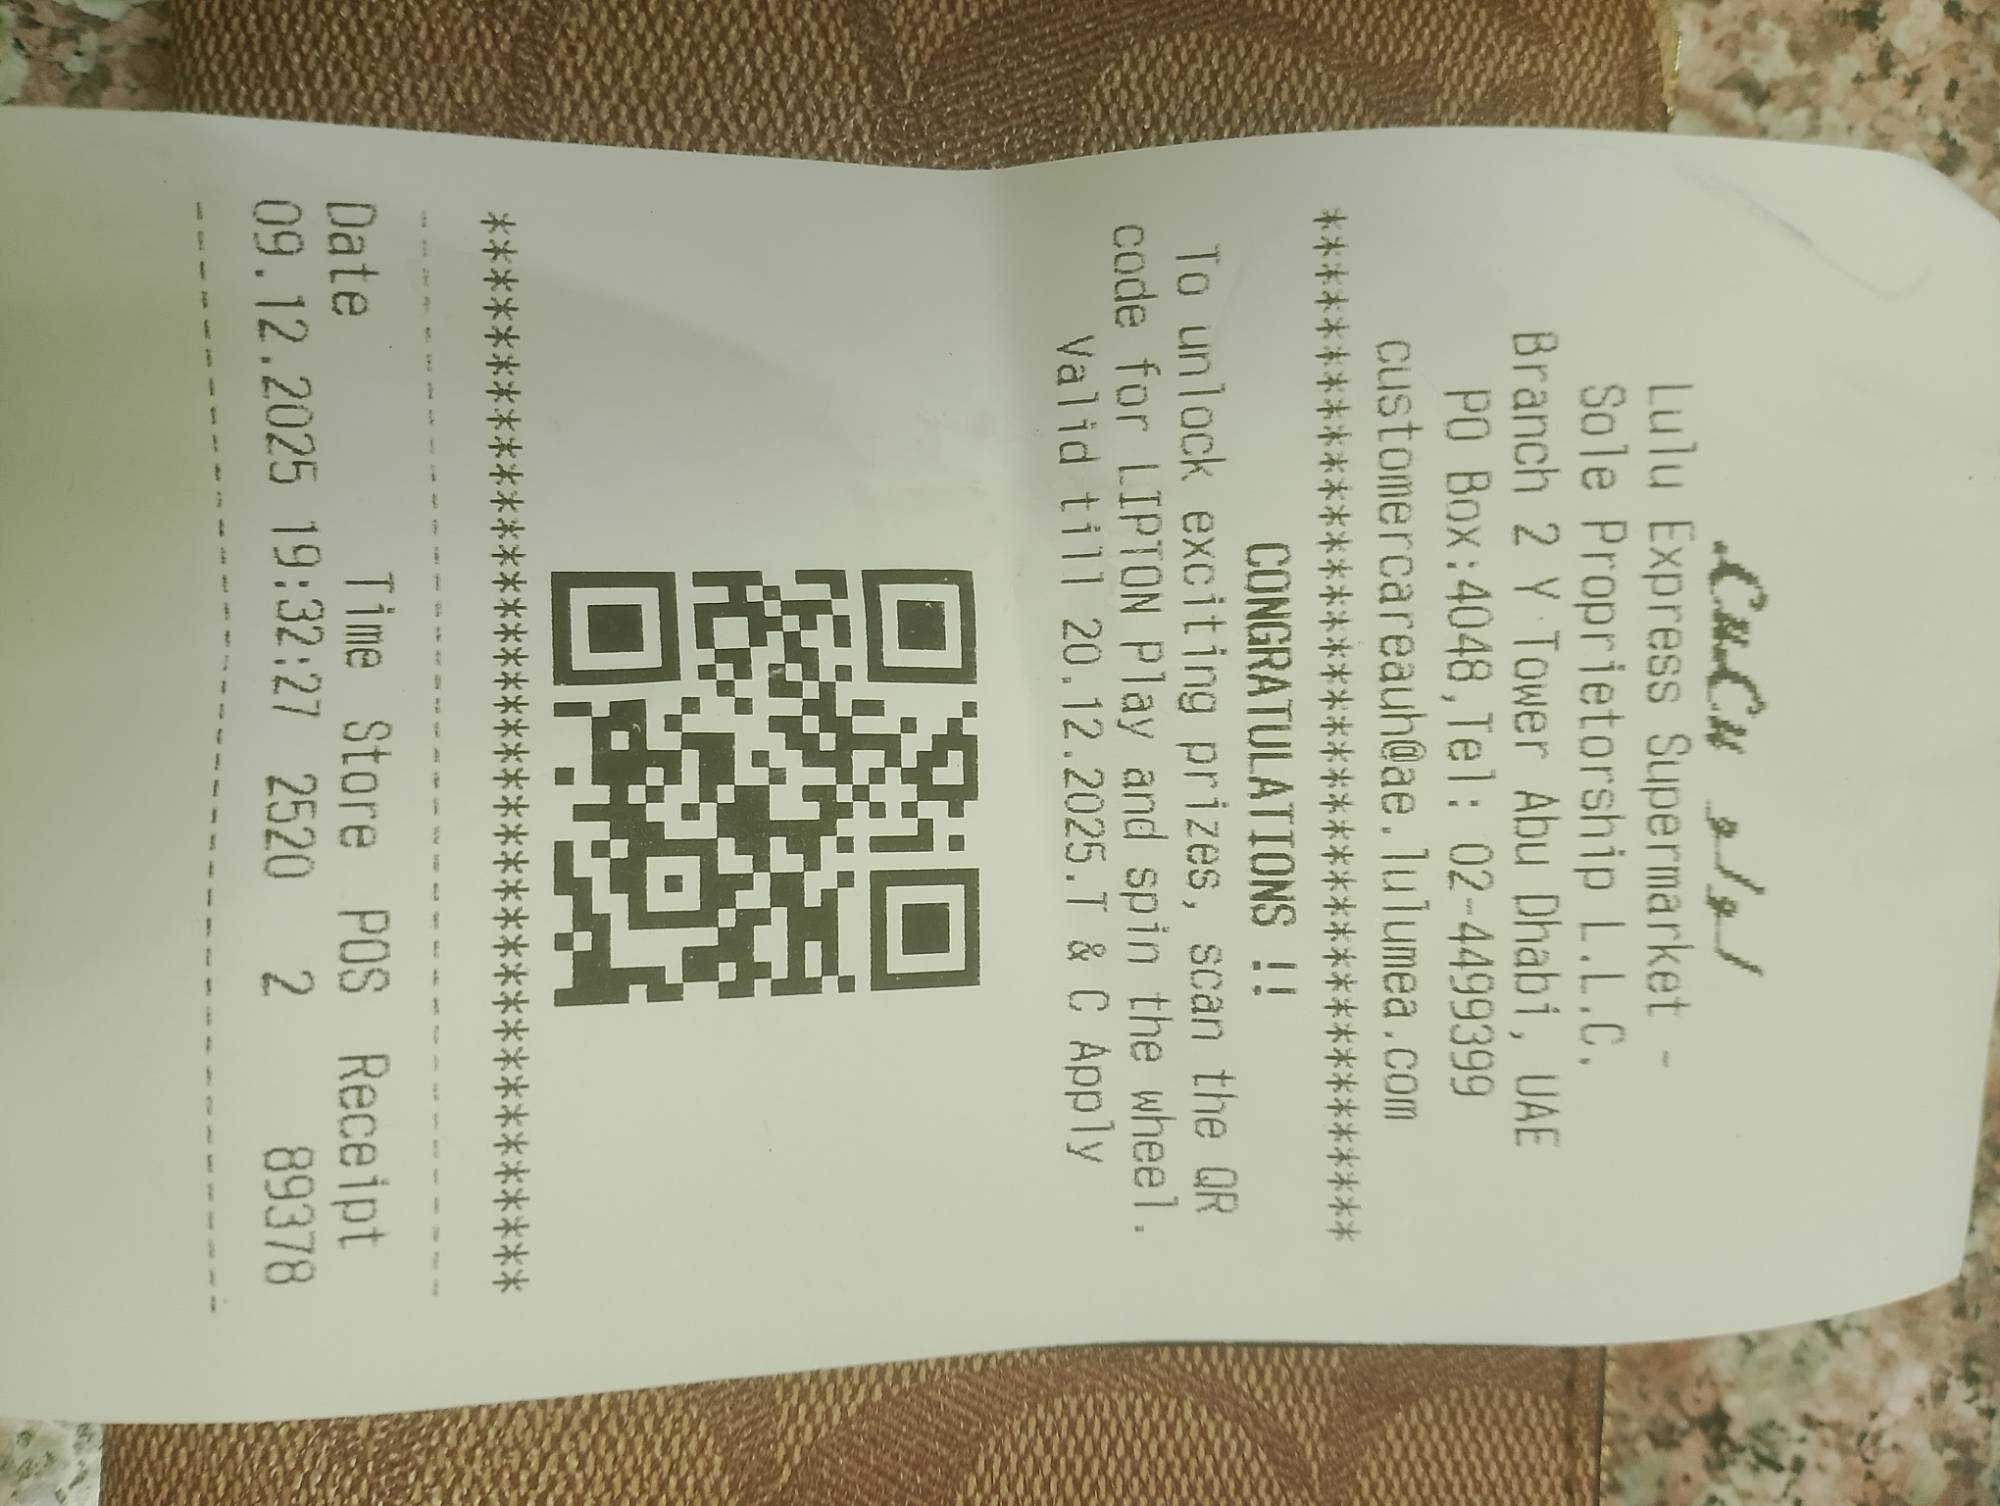 LuLu لولو
Lulu Express Supermarket -
Sole Proprietorship L.L.C.
Branch 2 Y Tower Abu Dhabi, UAE
PO Box:4048,Tel: 02-4499399
customercareauh@ae.lulumea.com
******************************************
CONGRATULATIONS !!
To unlock exciting prizes, scan the QR
code for LIPTON Play and spin the wheel.
Valid till 20.12.2025.T & C Apply
******************************************
------------------------------------------
Date Time Store POS Receipt
09.12.2025 19:32:27 2520 2 89378
------------------------------------------